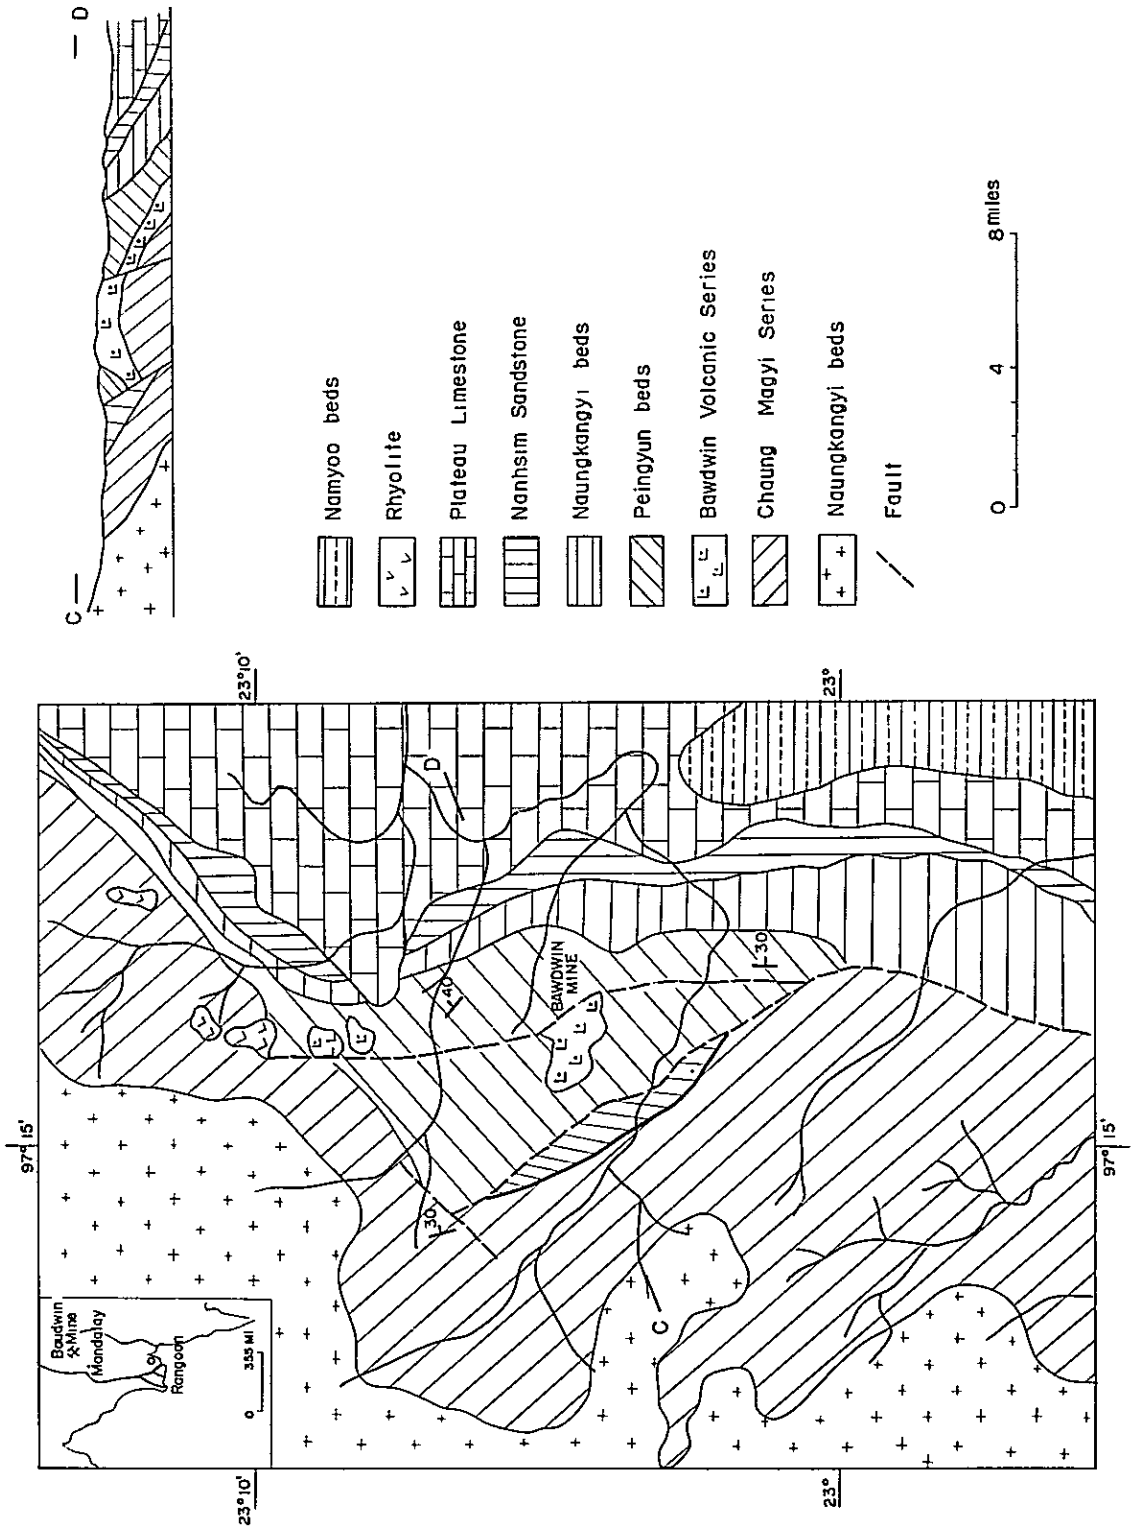 C
D
Namyoo beds
Rhyolite
Plateau Limestone
Nanhsim Sandstone
Naungkangyi beds
Peingyun beds
Bawdwin Volcanic Series
Chaung Magyi Series
Naungkangyi beds
Fault
0 4 8 miles
97° 15'
23° 10'
23°
Baudwin
Mine
Mandalay
Rangoon
0 355 MI
D
40
BAWDWIN
MINE
30
30
C
23° 10'
23°
97° 15'